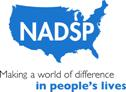 NADSP
Making a world of difference
in people's lives